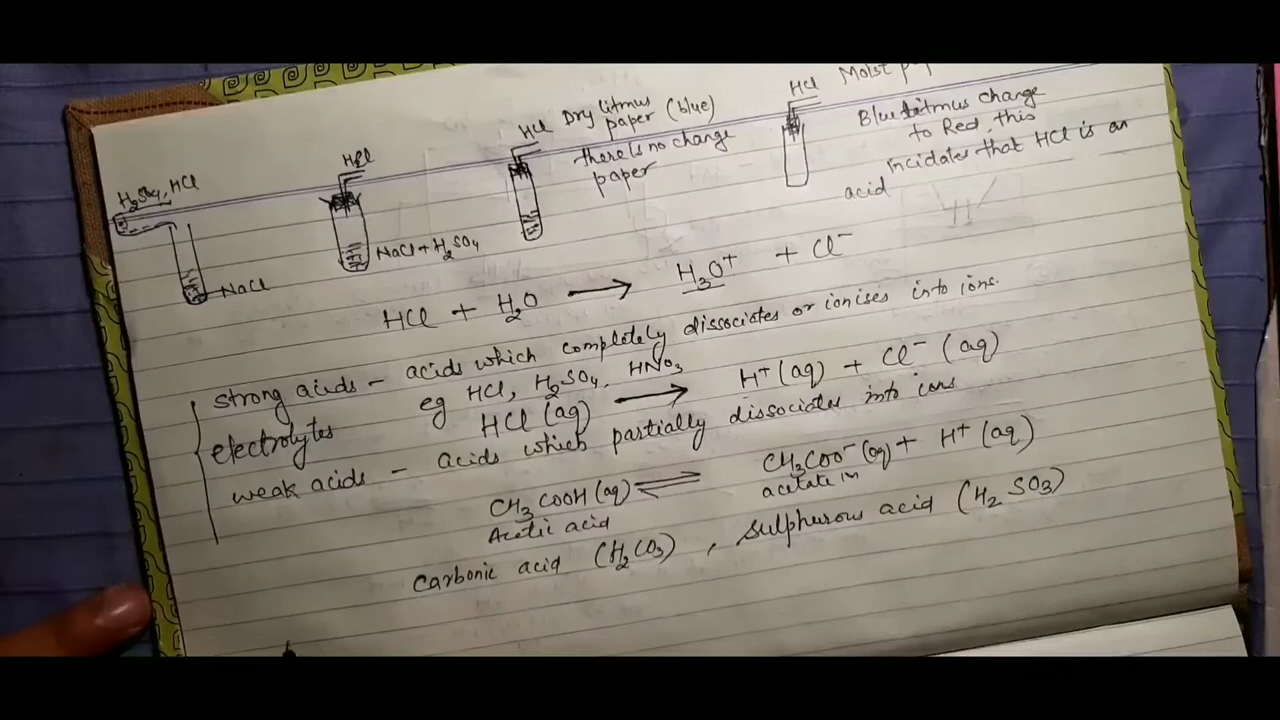 H₂SO₄, HCl
NaCl
HCl
NaCl + H₂SO₄
HCl
Dry litmus
paper (blue)
there is no change
paper
HCl
Moist
Blue litmus change
to Red, this
incidates that HCl is an
acid
HCl + H₂O ⟶ H₃O⁺ + Cl⁻
strong acids – acids which completely dissociates or ionises into ions.
eg HCl, H₂SO₄, HNO₃
electrolytes
HCl (aq) ⟶ H⁺ (aq) + Cl⁻ (aq)
weak acids – acids which partially dissociates into ions
CH₃COOH (aq) ⇌ CH₃COO⁻ (aq) + H⁺ (aq)
Acetic acid acetate in
carbonic acid (H₂CO₃) , sulphurous acid (H₂SO₃)